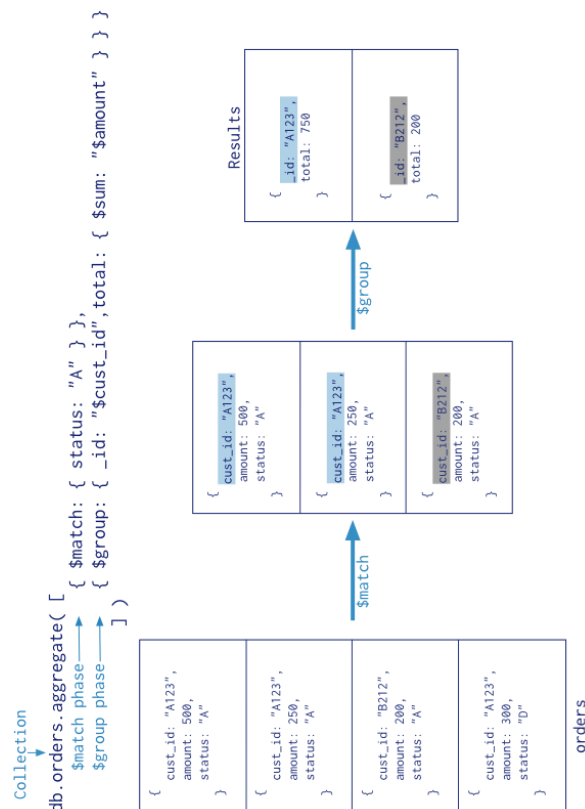 Collection
db.orders.aggregate( [
$match phase { $match: { status: "A" } },
$group phase { $group: { _id: "$cust_id",total: { $sum: "$amount" } } }
] )
{
cust_id: "A123",
amount: 500,
status: "A"
}
{
cust_id: "A123",
amount: 250,
status: "A"
}
{
cust_id: "B212",
amount: 200,
status: "A"
}
{
cust_id: "A123",
amount: 300,
status: "D"
}
orders
$match
{
cust_id: "A123",
amount: 500,
status: "A"
}
{
cust_id: "A123",
amount: 250,
status: "A"
}
{
cust_id: "B212",
amount: 200,
status: "A"
}
$group
Results
{
_id: "A123",
total: 750
}
{
_id: "B212",
total: 200
}